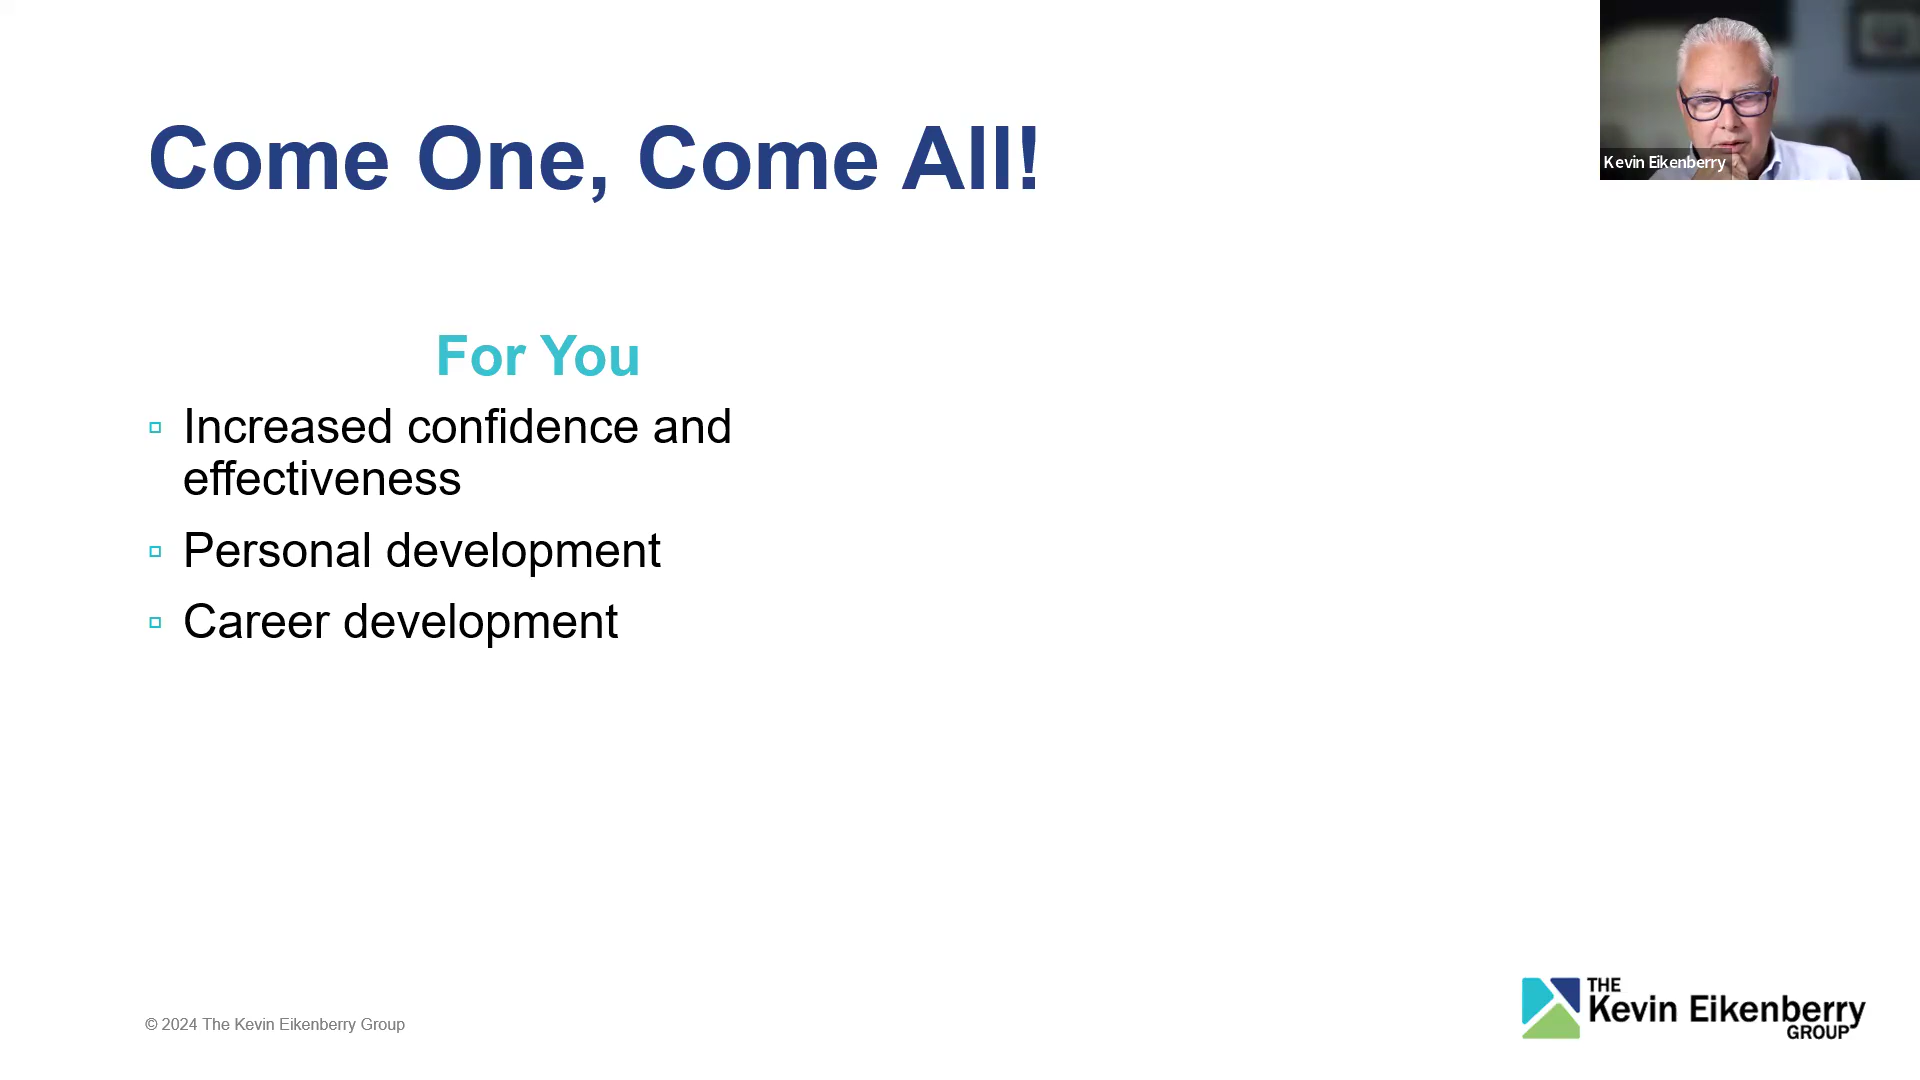 Come One, Come All!
Kevin Eikenberry
For You
Increased confidence and
effectiveness
Personal development
Career development
© 2024 The Kevin Eikenberry Group
THE
Kevin Eikenberry
GROUP